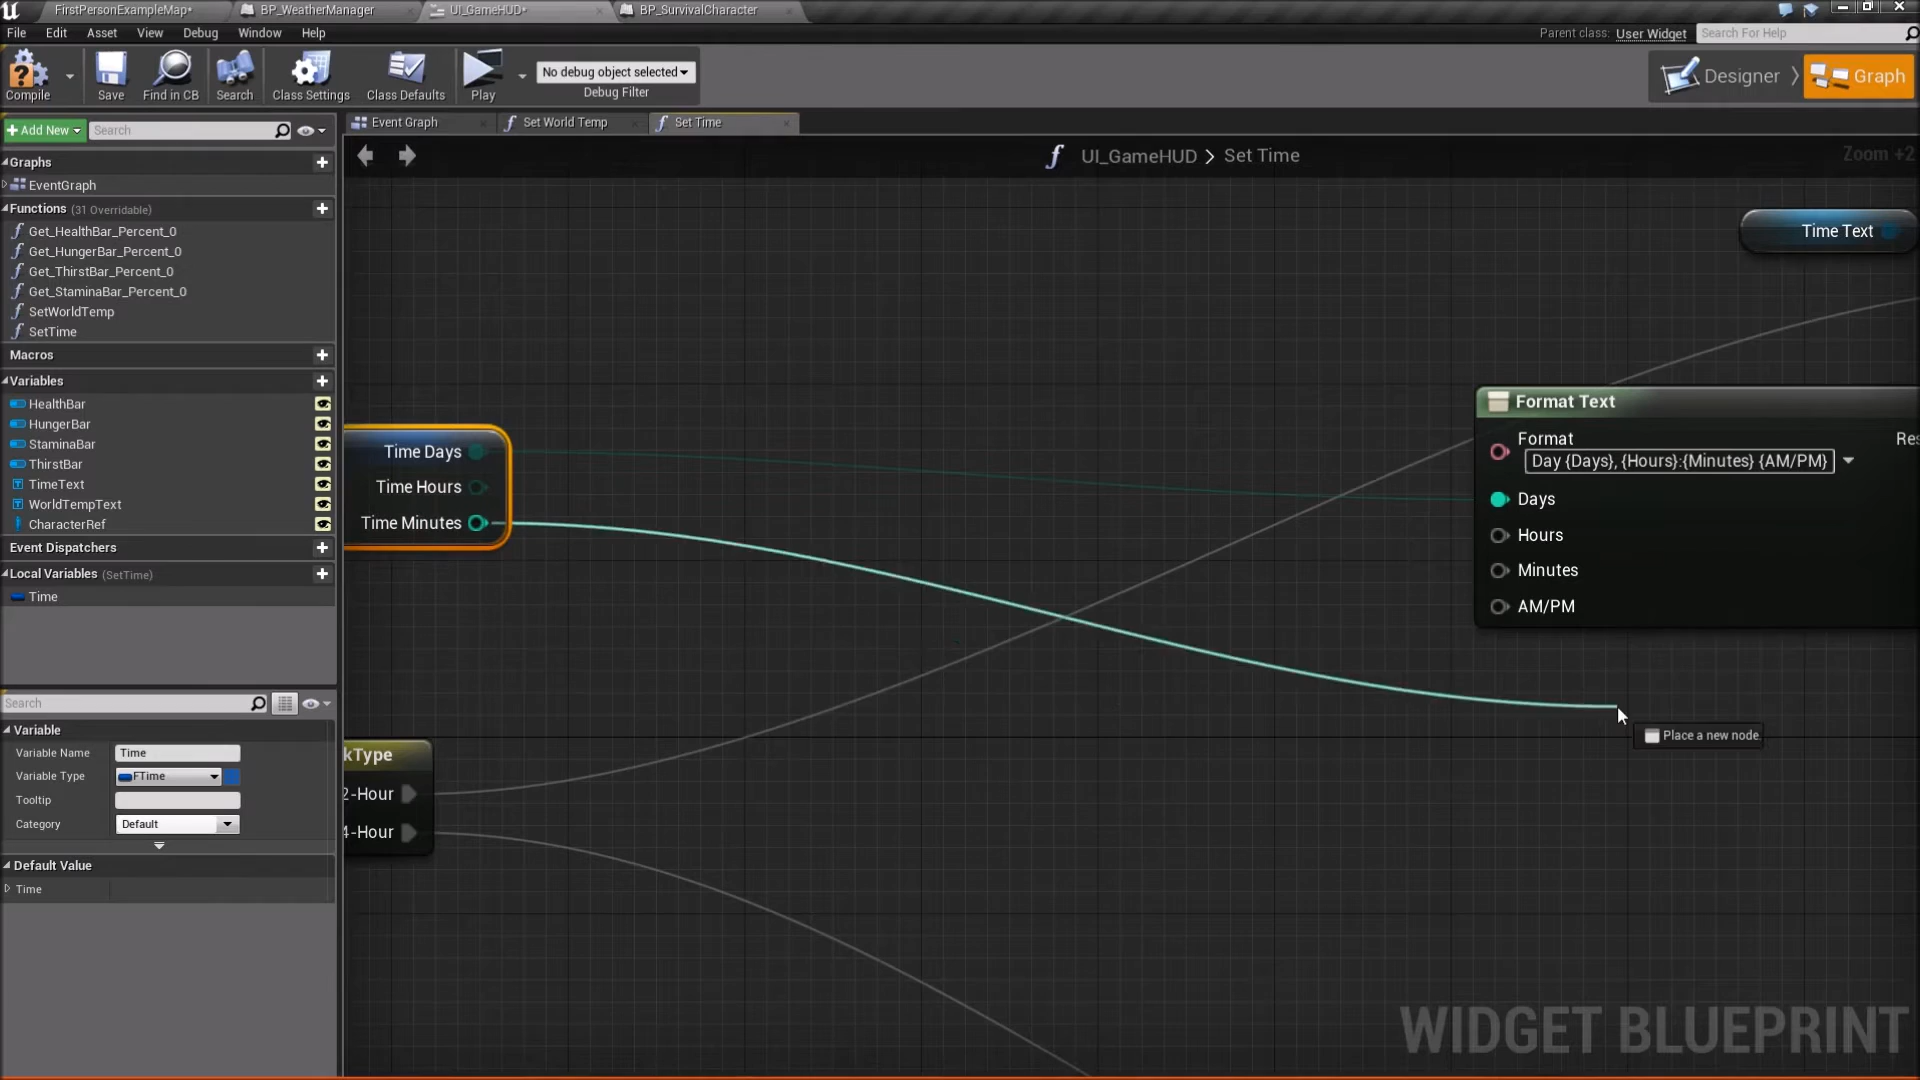 FirstPersonExampleMap*
BP_WeatherManager
UI_GameHUD*
BP_SurvivalCharacter
File Edit Asset View Debug Window Help
Parent class: User Widget
Search For Help
Compile
Save
Find in CB
Search
Class Settings
Class Defaults
Play
No debug object selected
Debug Filter
Designer
Graph
Add New
Search
Event Graph
Set World Temp
Set Time
Graphs
UI_GameHUD > Set Time
Zoom +2
EventGraph
Functions (31 Overridable)
Get_HealthBar_Percent_0
Get_HungerBar_Percent_0
Get_ThirstBar_Percent_0
Get_StaminaBar_Percent_0
SetWorldTemp
SetTime
Macros
Variables
HealthBar
HungerBar
StaminaBar
ThirstBar
TimeText
WorldTempText
CharacterRef
Event Dispatchers
Local Variables (SetTime)
Time
Search
Variable
Variable Name Time
Variable Type FTime
Tooltip
Category Default
Default Value
Time
Time Text
Time Days
Time Hours
Time Minutes
Format Text
Format
Res
Day {Days}, {Hours}:{Minutes} {AM/PM}
Days
Hours
Minutes
AM/PM
Place a new node.
kType
2-Hour
4-Hour
WIDGET BLUEPRINT